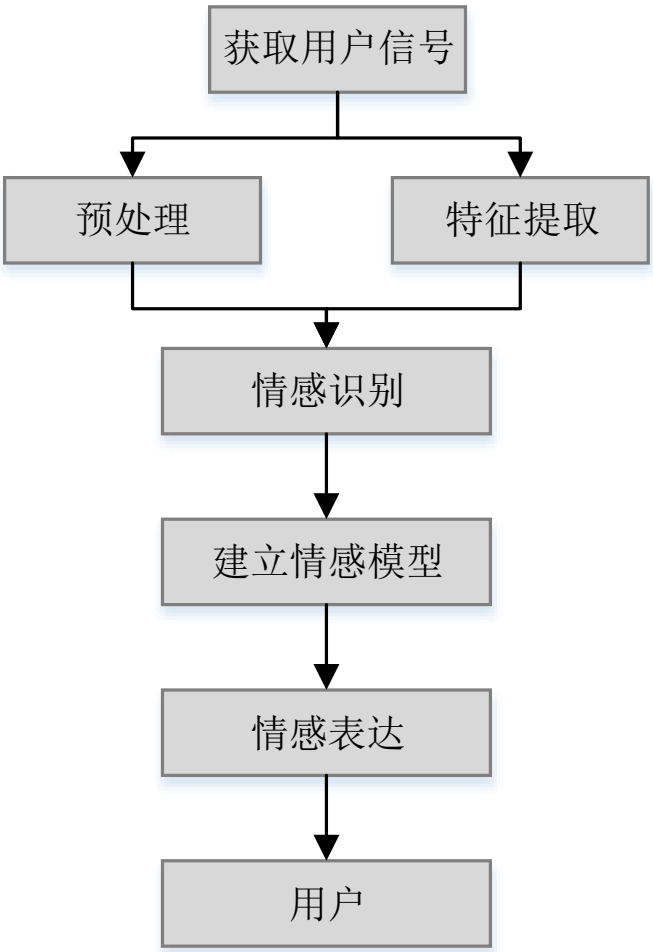 获取用户信号
预处理
特征提取
情感识别
建立情感模型
情感表达
用户